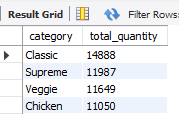 Result Grid Filter Rows:
category total_quantity
Classic 14888
Supreme 11987
Veggie 11649
Chicken 11050